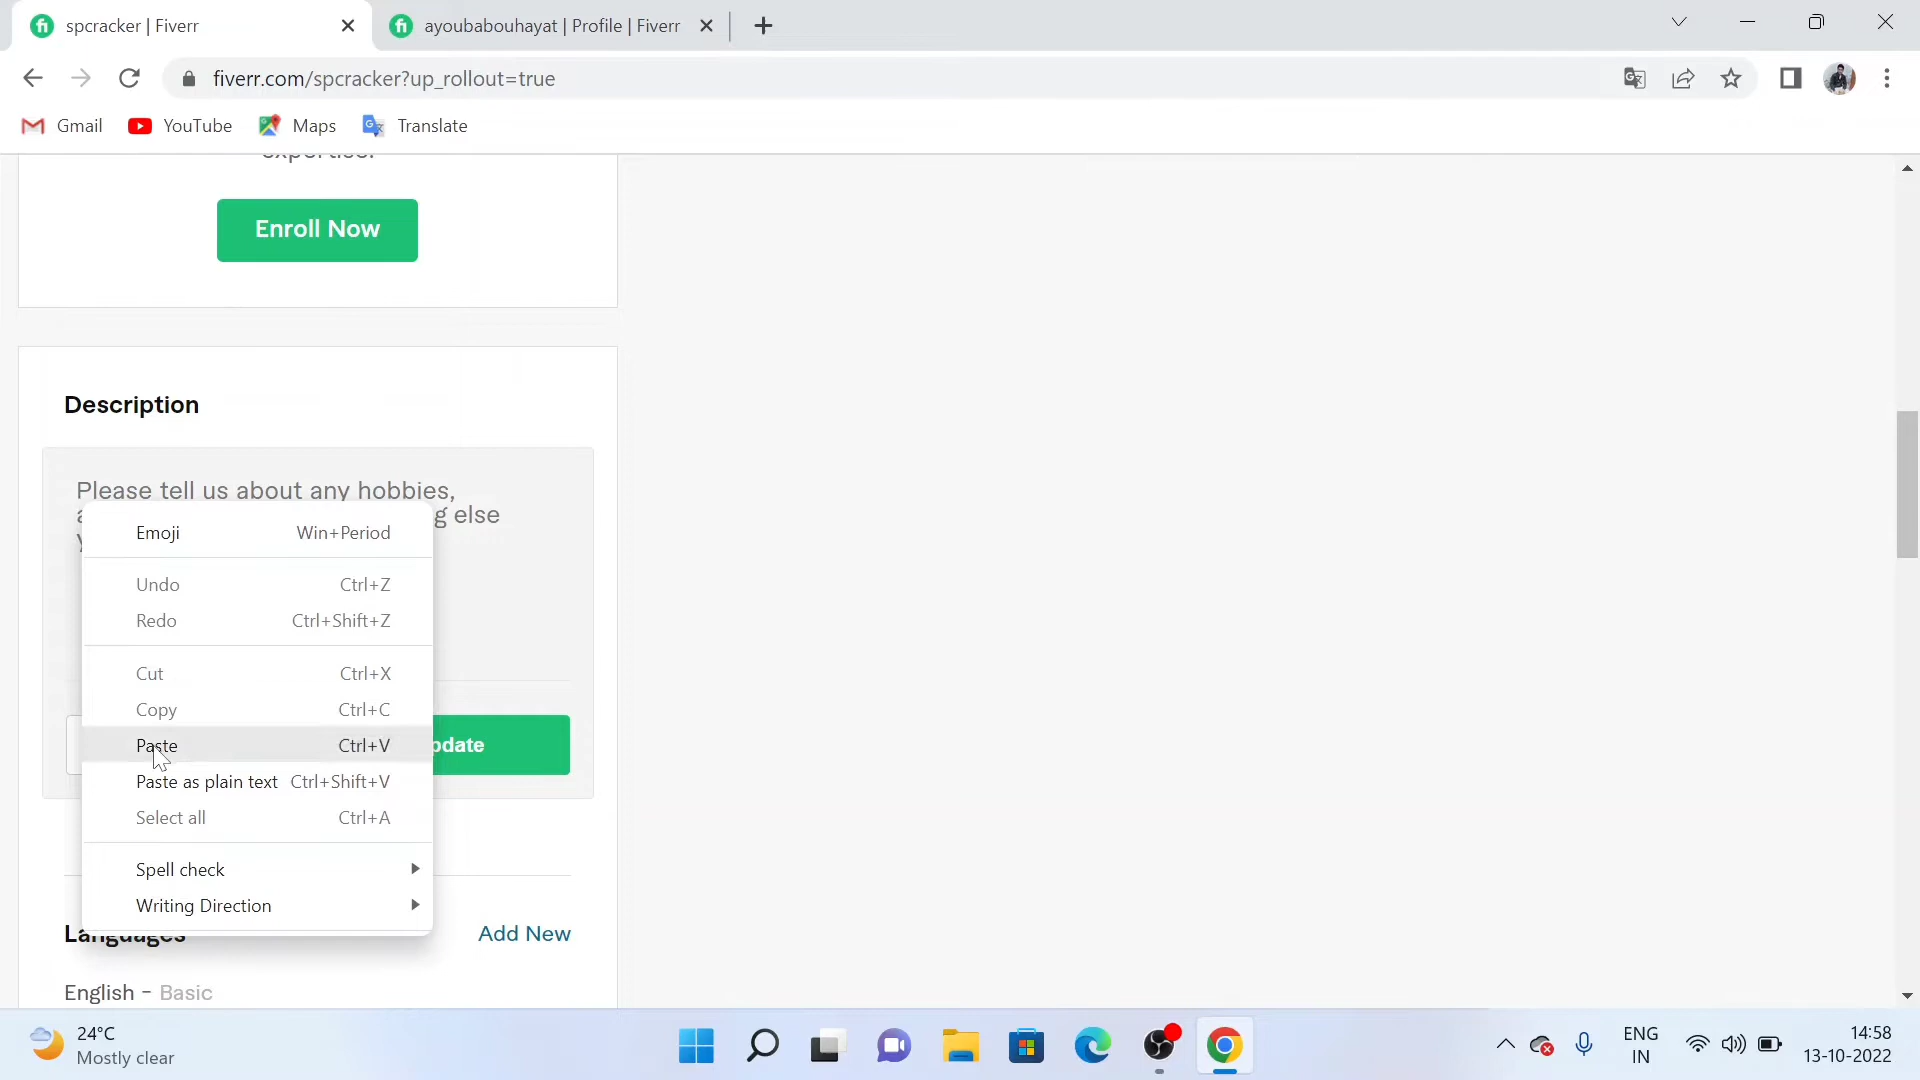 spcracker | Fiverr
ayoubabouhayat | Profile | Fiverr
fiverr.com/spcracker?up_rollout=true
Gmail
YouTube
Maps
Translate
Enroll Now
Description
Please tell us about any hobbies,
g else
Emoji Win+Period
Undo Ctrl+Z
Redo Ctrl+Shift+Z
Cut Ctrl+X
Copy Ctrl+C
Paste Ctrl+V
pdate
Paste as plain text Ctrl+Shift+V
Select all Ctrl+A
Spell check
Writing Direction
Languages Add New
English - Basic
24°C
Mostly clear
ENG
IN
14:58
13-10-2022